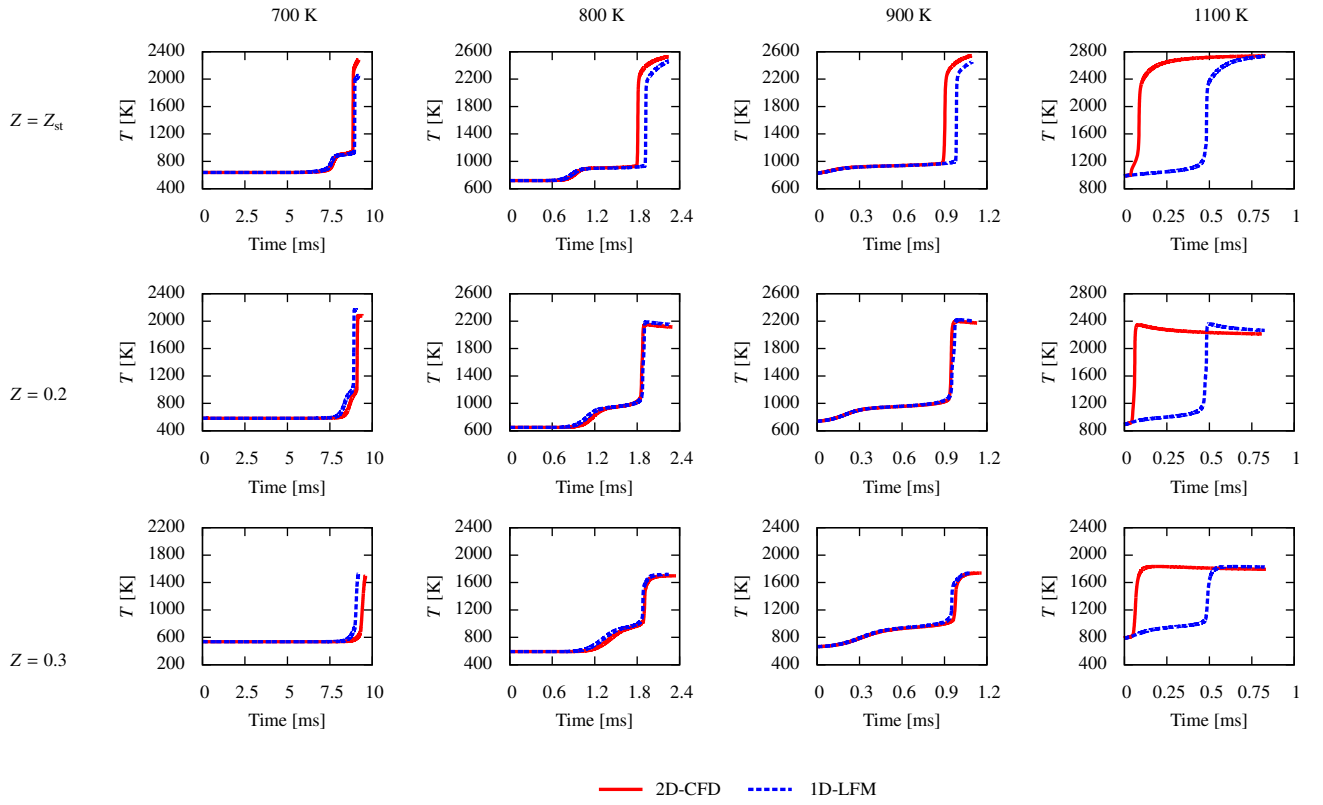 700 K 800 K 900 K 1100 K
Z = Zst
T [K] 2400 2000 1600 1200 800 400
0 2.5 5 7.5 10
Time [ms]
T [K] 2600 2200 1800 1400 1000 600
0 0.6 1.2 1.8 2.4
Time [ms]
T [K] 2600 2200 1800 1400 1000 600
0 0.3 0.6 0.9 1.2
Time [ms]
T [K] 2800 2400 2000 1600 1200 800
0 0.25 0.5 0.75 1
Time [ms]
Z = 0.2
T [K] 2400 2000 1600 1200 800 400
0 2.5 5 7.5 10
Time [ms]
T [K] 2600 2200 1800 1400 1000 600
0 0.6 1.2 1.8 2.4
Time [ms]
T [K] 2600 2200 1800 1400 1000 600
0 0.3 0.6 0.9 1.2
Time [ms]
T [K] 2800 2400 2000 1600 1200 800
0 0.25 0.5 0.75 1
Time [ms]
Z = 0.3
T [K] 2200 1800 1400 1000 600 200
0 2.5 5 7.5 10
Time [ms]
T [K] 2400 2000 1600 1200 800 400
0 0.6 1.2 1.8 2.4
Time [ms]
T [K] 2400 2000 1600 1200 800 400
0 0.3 0.6 0.9 1.2
Time [ms]
T [K] 2400 2000 1600 1200 800 400
0 0.25 0.5 0.75 1
Time [ms]
2D-CFD 1D-LFM